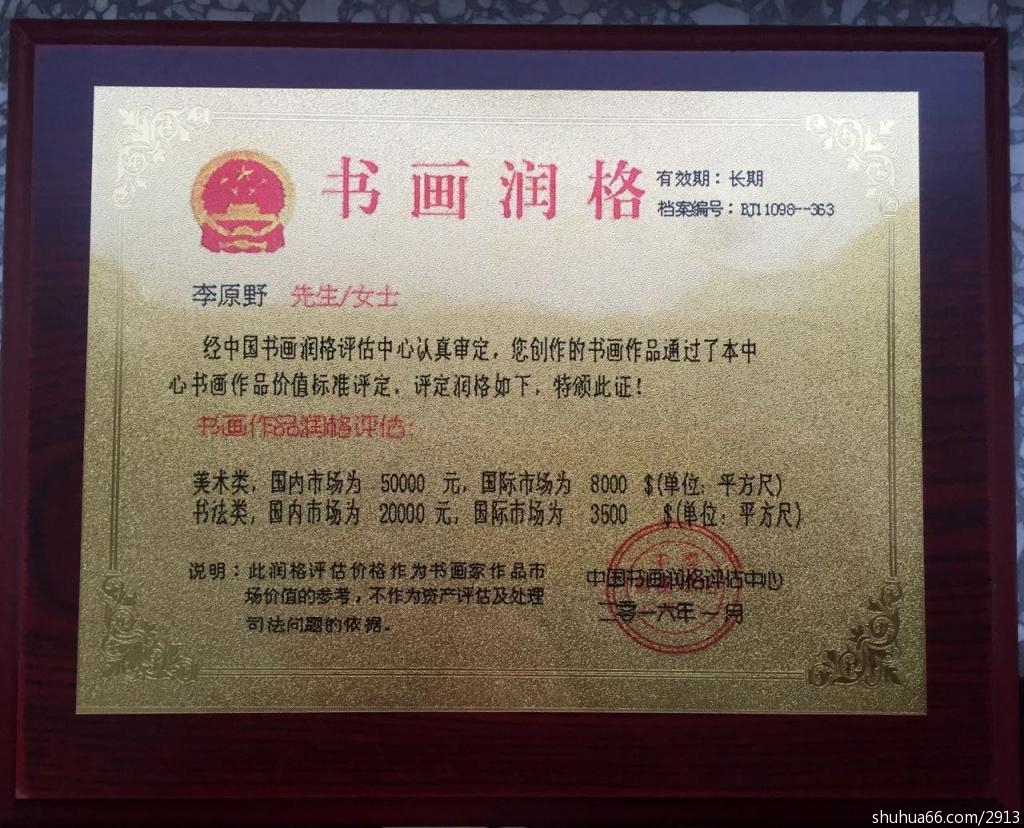 书画润格
有效期：长期
档案编号：BJ11098--363
李原野 先生/女士
经中国书画润格评估中心认真审定，您创作的书画作品通过了本中
心书画作品价值标准评定，评定润格如下，特颁此证！
书画作品润格评估：
美术类，国内市场为 50000 元，国际市场为 8000 $(单位：平方尺)
书法类，国内市场为 20000 元，国际市场为 3500 $(单位：平方尺)
说明：此润格评估价格作为书画家作品市
场价值的参考，不作为资产评估及处理
司法问题的依据。
中国书画润格评估中心
二零一六年 一 月
shuhua66.com/2913